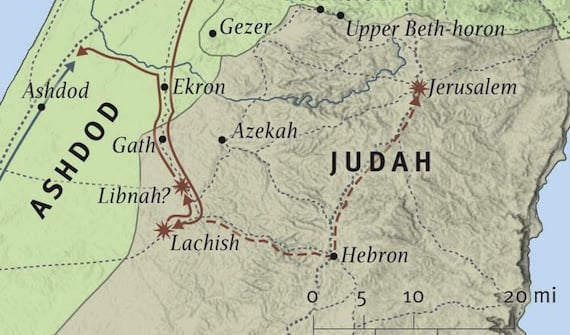 Gezer
Upper Beth-horon
Ashdod
Ekron
Jerusalem
ASHDOD
Gath
Azekah
JUDAH
Libnah?
Lachish
Hebron
0 5 10 20 mi